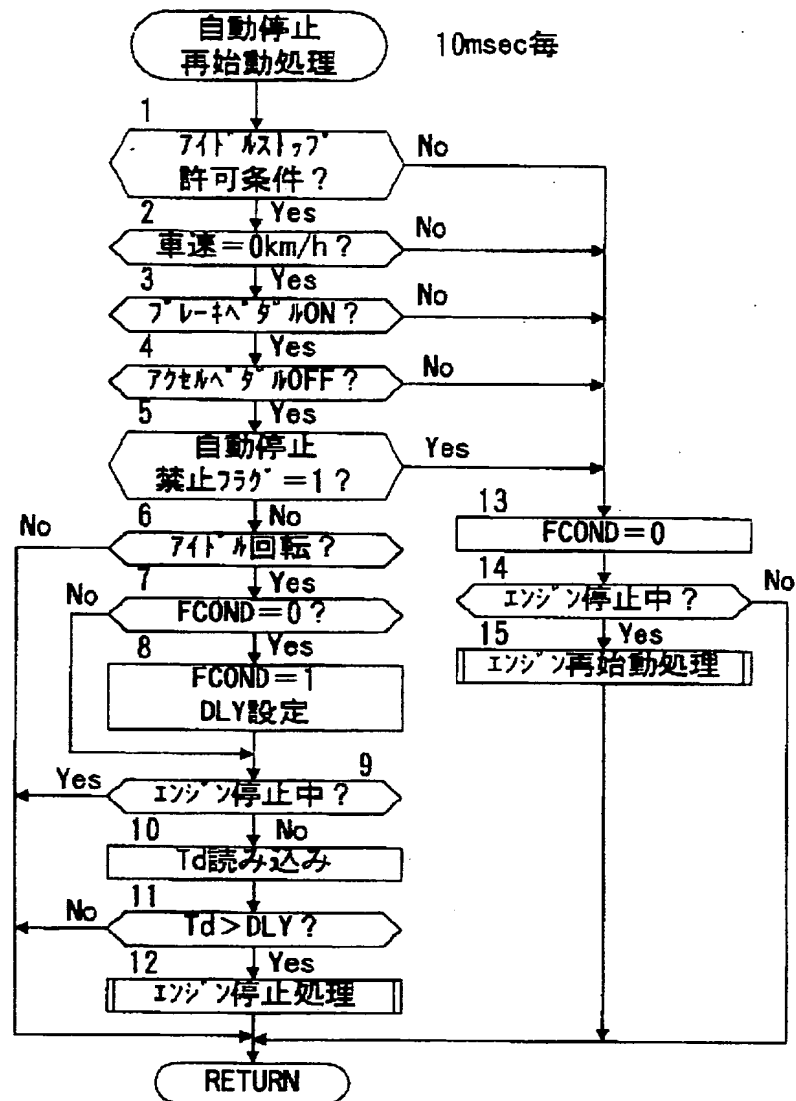 自動停止
再始動処理
10msec毎
1
ｱｲﾄﾞﾙｽﾄｯﾌﾟ
許可条件？
No
Yes
2
車速＝0km/h？
No
Yes
3
ﾌﾞﾚｰｷﾍﾟﾀﾞﾙON？
No
Yes
4
ｱｸｾﾙﾍﾟﾀﾞﾙOFF？
No
Yes
5
自動停止
禁止ﾌﾗｸﾞ＝1？
Yes
No
6
ｱｲﾄﾞﾙ回転？
No
Yes
7
FCOND＝0？
No
Yes
8
FCOND＝1
DLY設定
9
ｴﾝｼﾞﾝ停止中？
Yes
No
10
Td読み込み
11
Td＞DLY？
No
Yes
12
ｴﾝｼﾞﾝ停止処理
13
FCOND＝0
14
ｴﾝｼﾞﾝ停止中？
No
Yes
15
ｴﾝｼﾞﾝ再始動処理
RETURN